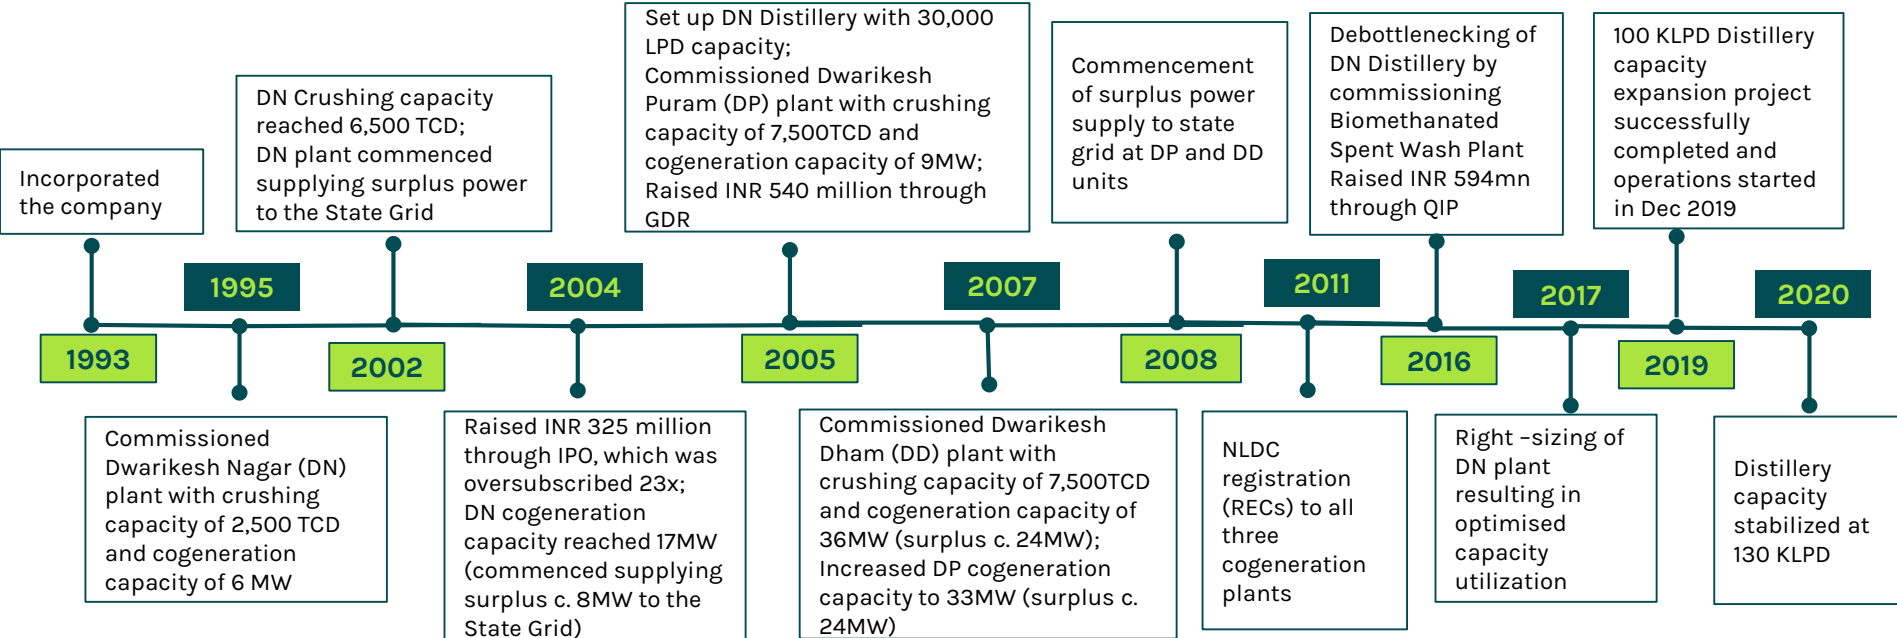 Incorporated
the company
1993
1995
Commissioned
Dwarikesh Nagar (DN)
plant with crushing
capacity of 2,500 TCD
and cogeneration
capacity of 6 MW
DN Crushing capacity
reached 6,500 TCD;
DN plant commenced
supplying surplus power
to the State Grid
2002
2004
Raised INR 325 million
through IPO, which was
oversubscribed 23x;
DN cogeneration
capacity reached 17MW
(commenced supplying
surplus c. 8MW to the
State Grid)
Set up DN Distillery with 30,000
LPD capacity;
Commissioned Dwarikesh
Puram (DP) plant with crushing
capacity of 7,500TCD and
cogeneration capacity of 9MW;
Raised INR 540 million through
GDR
2005
2007
Commissioned Dwarikesh
Dham (DD) plant with
crushing capacity of 7,500TCD
and cogeneration capacity of
36MW (surplus c. 24MW);
Increased DP cogeneration
capacity to 33MW (surplus c.
24MW)
Commencement
of surplus power
supply to state
grid at DP and DD
units
2008
2011
NLDC
registration
(RECs) to all
three
cogeneration
plants
Debottlenecking of
DN Distillery by
commissioning
Biomethanated
Spent Wash Plant
Raised INR 594mn
through QIP
2016
2017
Right –sizing of
DN plant
resulting in
optimised
capacity
utilization
100 KLPD Distillery
capacity
expansion project
successfully
completed and
operations started
in Dec 2019
2019
2020
Distillery
capacity
stabilized at
130 KLPD